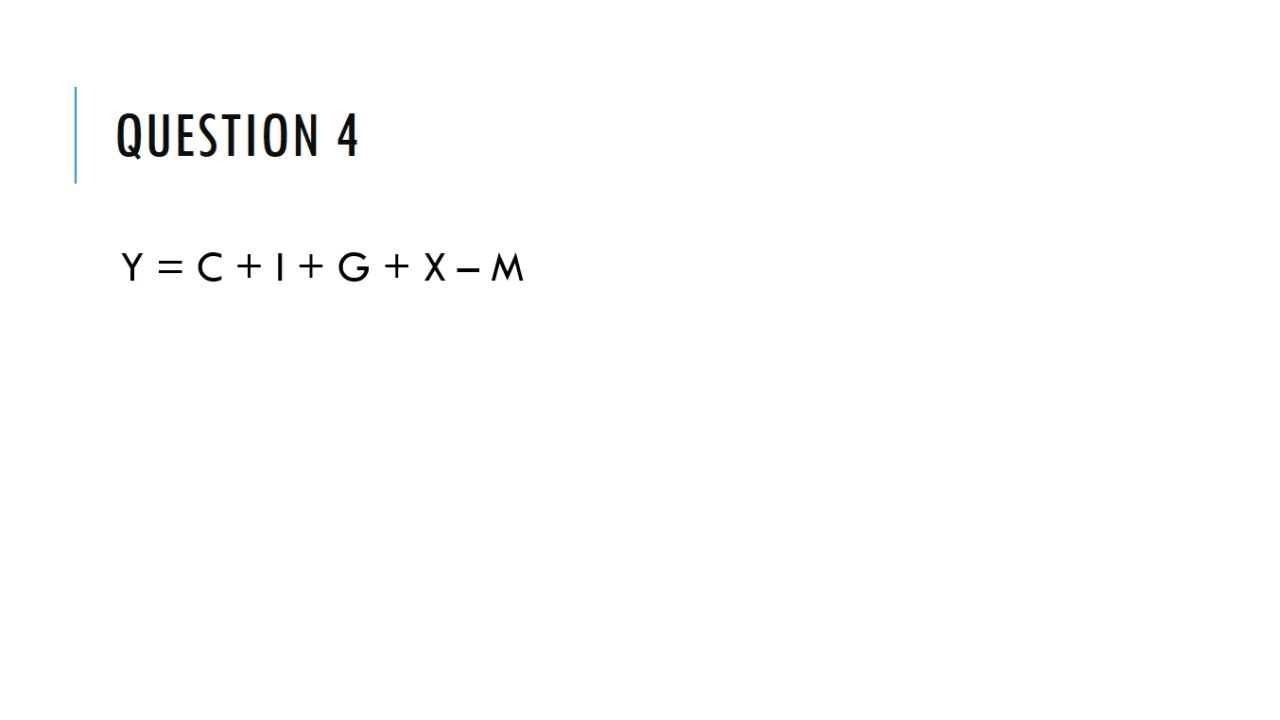 QUESTION 4
Y = C + I + G + X – M